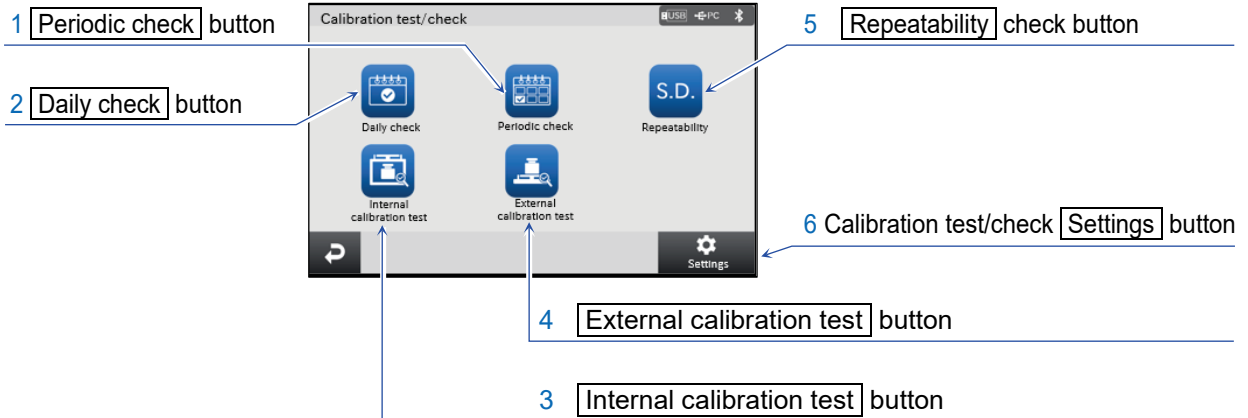 1 Periodic check button
2 Daily check button
Calibration test/check
USB PC
Daily check
Periodic check
S.D.
Repeatability
Internal
calibration test
External
calibration test
Settings
5 Repeatability check button
6 Calibration test/check Settings button
4 External calibration test button
3 Internal calibration test button